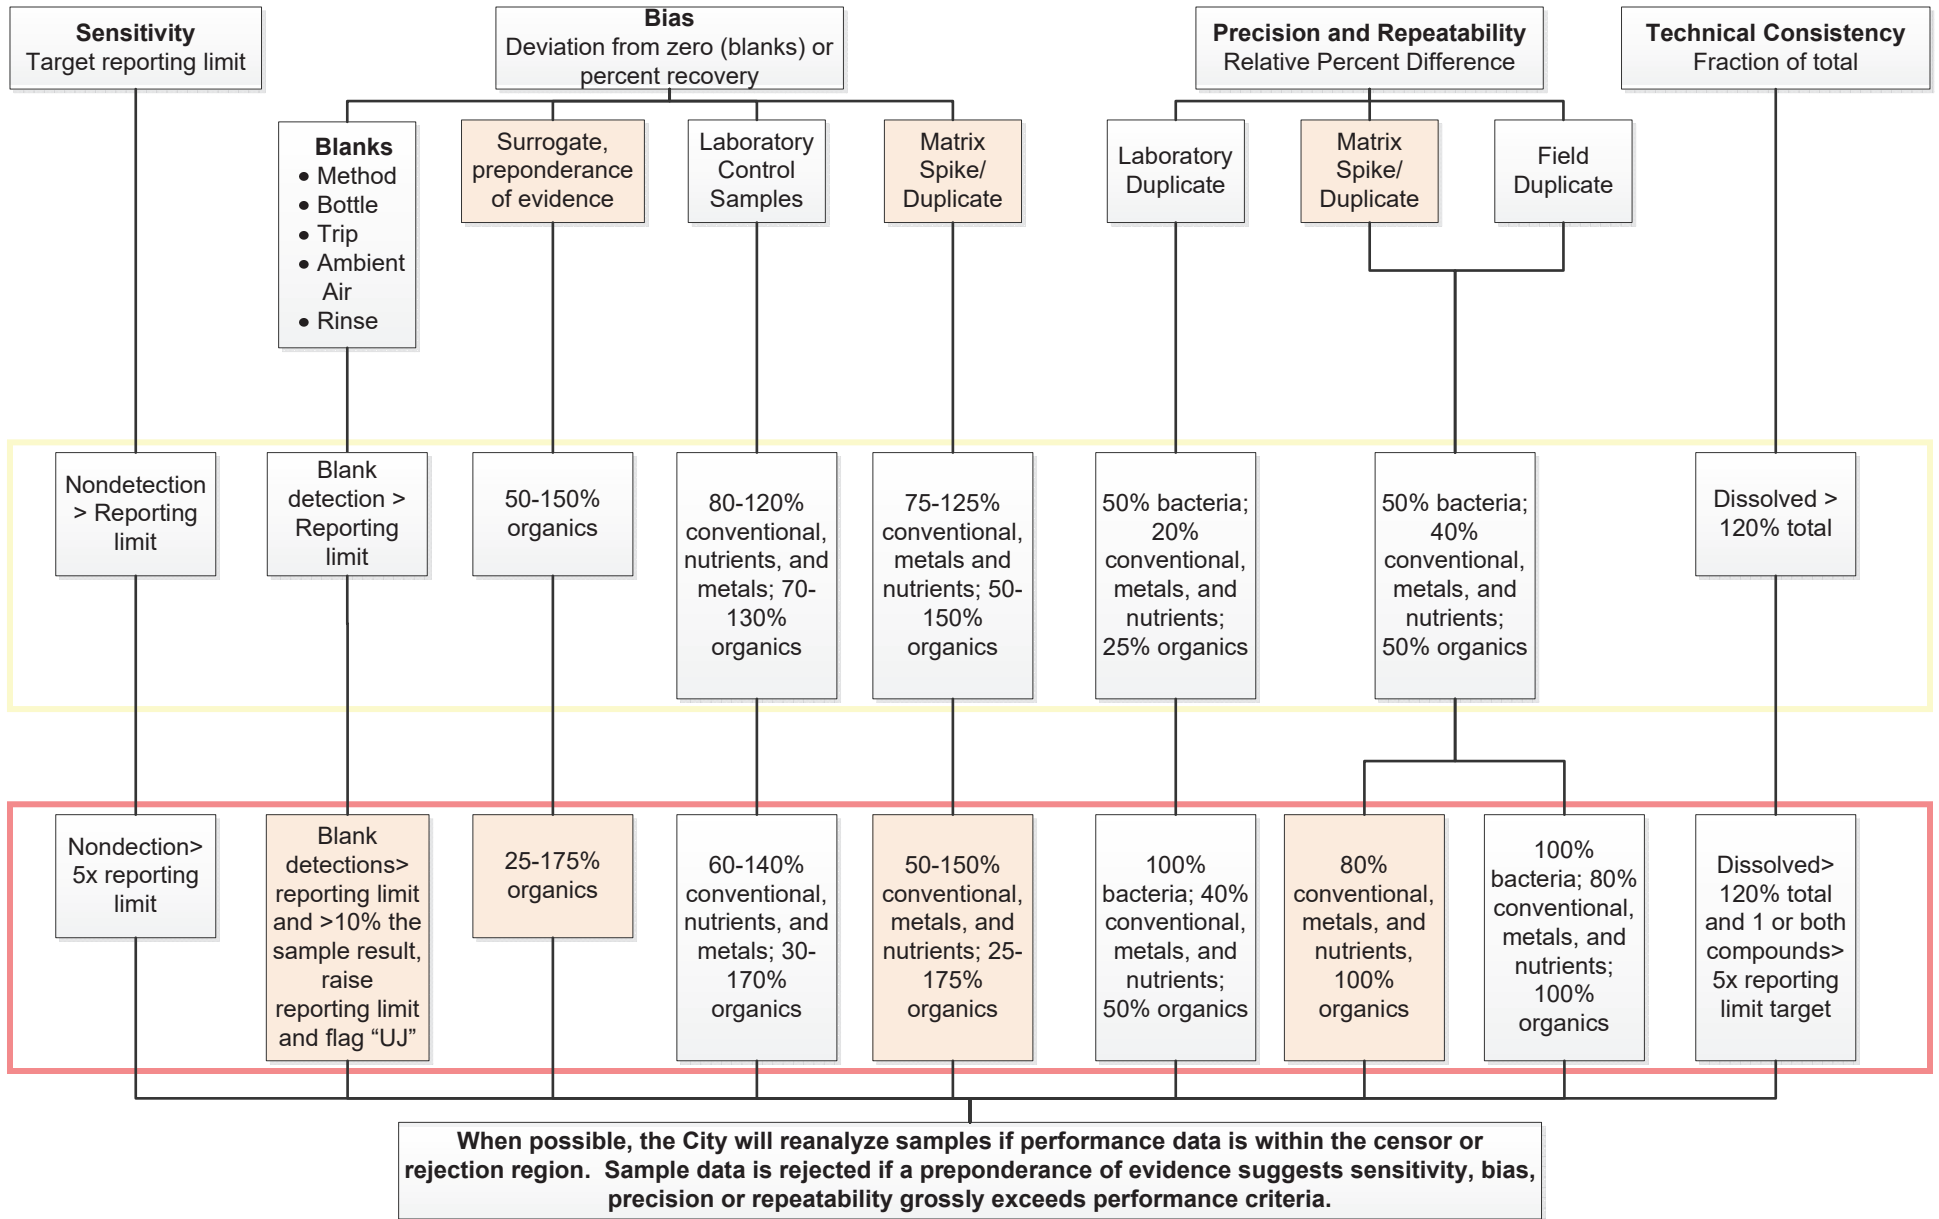 Sensitivity
Target reporting limit
Bias
Deviation from zero (blanks) or
percent recovery
Precision and Repeatability
Relative Percent Difference
Technical Consistency
Fraction of total
Blanks
• Method
• Bottle
• Trip
• Ambient
Air
• Rinse
Surrogate,
preponderance
of evidence
Laboratory
Control
Samples
Matrix
Spike/
Duplicate
Laboratory
Duplicate
Matrix
Spike/
Duplicate
Field
Duplicate
Nondetection
> Reporting
limit
Blank
detection >
Reporting
limit
50-150%
organics
80-120%
conventional,
nutrients, and
metals; 70-
130%
organics
75-125%
conventional,
metals and
nutrients; 50-
150%
organics
50% bacteria;
20%
conventional,
metals, and
nutrients;
25% organics
50% bacteria;
40%
conventional,
metals, and
nutrients;
50% organics
Dissolved >
120% total
Nondection>
5x reporting
limit
Blank
detections>
reporting limit
and >10% the
sample result,
raise
reporting limit
and flag “UJ”
25-175%
organics
60-140%
conventional,
nutrients, and
metals; 30-
170%
organics
50-150%
conventional,
metals, and
nutrients; 25-
175%
organics
100%
bacteria; 40%
conventional,
metals, and
nutrients;
50% organics
80%
conventional,
metals, and
nutrients,
100%
organics
100%
bacteria; 80%
conventional,
metals, and
nutrients;
100%
organics
Dissolved>
120% total
and 1 or both
compounds>
5x reporting
limit target
When possible, the City will reanalyze samples if performance data is within the censor or
rejection region.  Sample data is rejected if a preponderance of evidence suggests sensitivity, bias,
precision or repeatability grossly exceeds performance criteria.